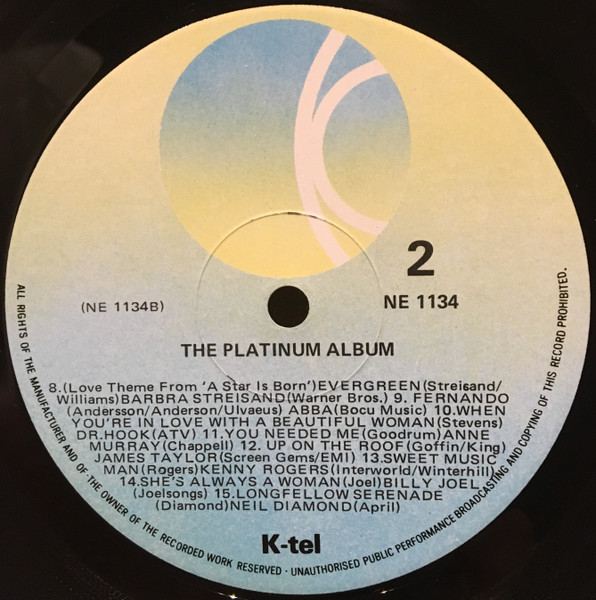 2
(NE 1134B)
NE 1134
THE PLATINUM ALBUM
8.(Love Theme From 'A Star Is Born')EVERGREEN(Streisand/
Williams)BARBRA STREISAND(Warner Bros.) 9. FERNANDO
(Andersson/Anderson/Ulvaeus) ABBA(Bocu Music) 10.WHEN
YOU'RE IN LOVE WITH A BEAUTIFUL WOMAN(Stevens)
DR.HOOK(ATV) 11.YOU NEEDED ME(Goodrum)ANNE
MURRAY(Chappell) 12. UP ON THE ROOF(Goffin/King)
JAMES TAYLOR(Screen Gems/EMI) 13.SWEET MUSIC
MAN(Rogers)KENNY ROGERS(Interworld/Winterhill)
14.SHE'S ALWAYS A WOMAN(Joel)BILLY JOEL
(Joelsongs) 15.LONGFELLOW SERENADE
(Diamond)NEIL DIAMOND(April)
K-tel
ALL RIGHTS OF THE MANUFACTURER AND OF · THE OWNER OF THE RECORDED WORK RESERVED · UNAUTHORISED PUBLIC PERFORMANCE BROADCASTING AND COPYING OF THIS RECORD PROHIBITED.